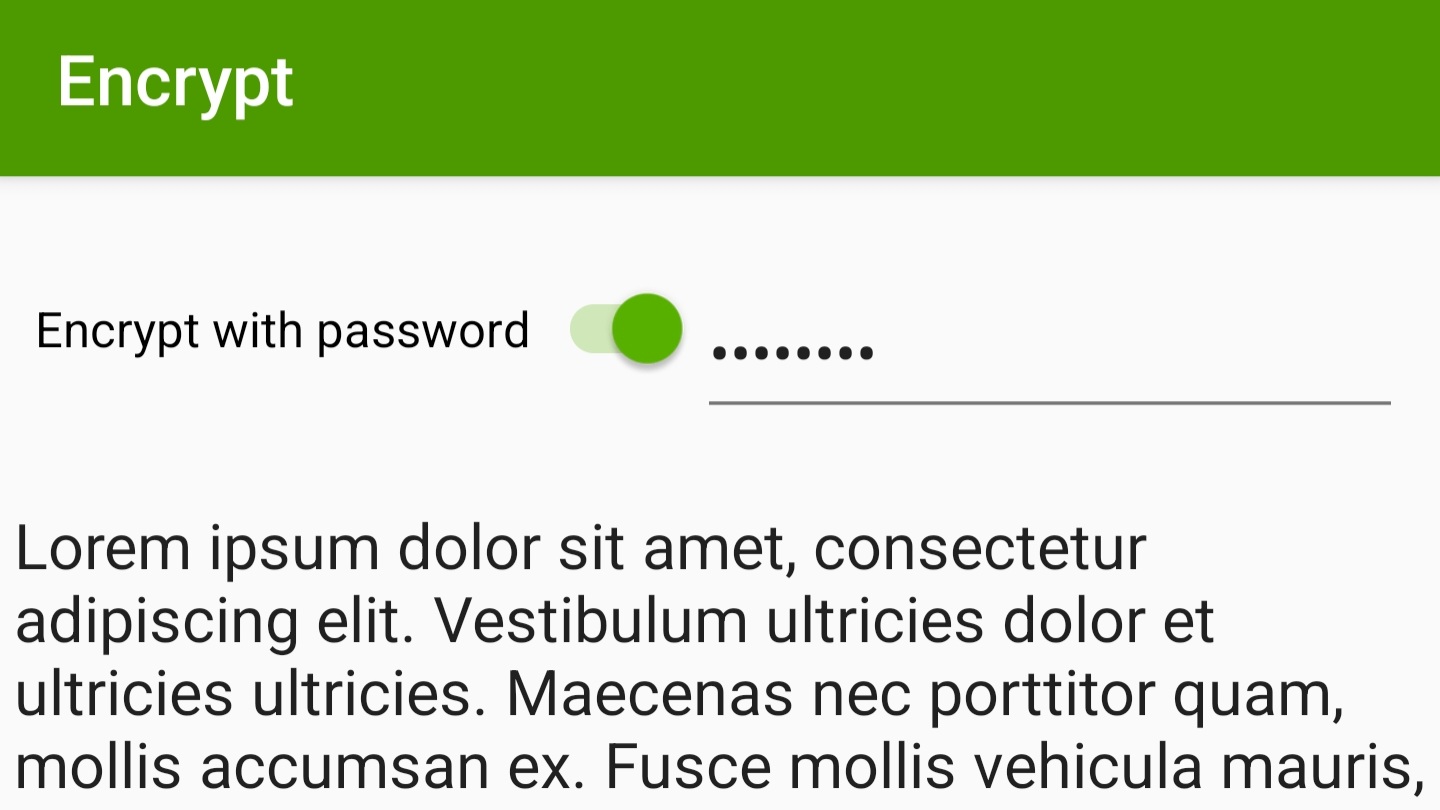 Encrypt
Encrypt with password ••••••••
Lorem ipsum dolor sit amet, consectetur
adipiscing elit. Vestibulum ultricies dolor et
ultricies ultricies. Maecenas nec porttitor quam,
mollis accumsan ex. Fusce mollis vehicula mauris,